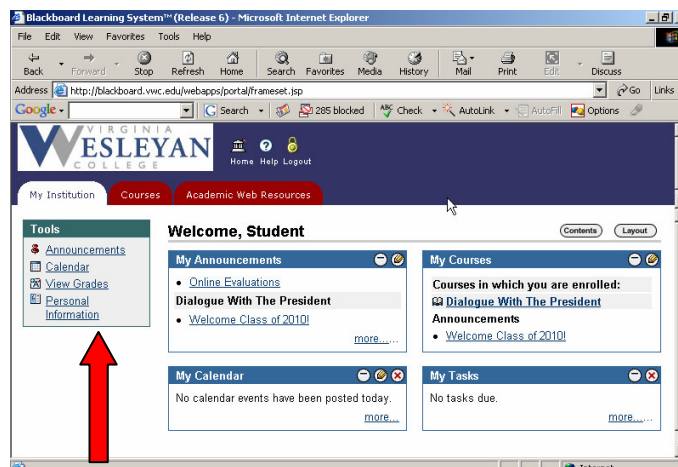 Blackboard Learning System™ (Release 6) - Microsoft Internet Explorer
File Edit View Favorites Tools Help
Back Forward Stop Refresh Home Search Favorites Media History Mail Print Edit Discuss
Address http://blackboard.vwc.edu/webapps/portal/frameset.jsp Go Links
Google Search 285 blocked Check AutoLink AutoFill Options
VIRGINIA
WESLEYAN
COLLEGE
Home Help Logout
My Institution Courses Academic Web Resources
Tools
Announcements
Calendar
View Grades
Personal
Information
Welcome, Student
Contents Layout
My Announcements
Online Evaluations
Dialogue With The President
Welcome Class of 2010!
more......
My Courses
Courses in which you are enrolled:
Dialogue With The President
Announcements
Welcome Class of 2010!
My Calendar
No calendar events have been posted today.
more...
My Tasks
No tasks due.
more......
Internet